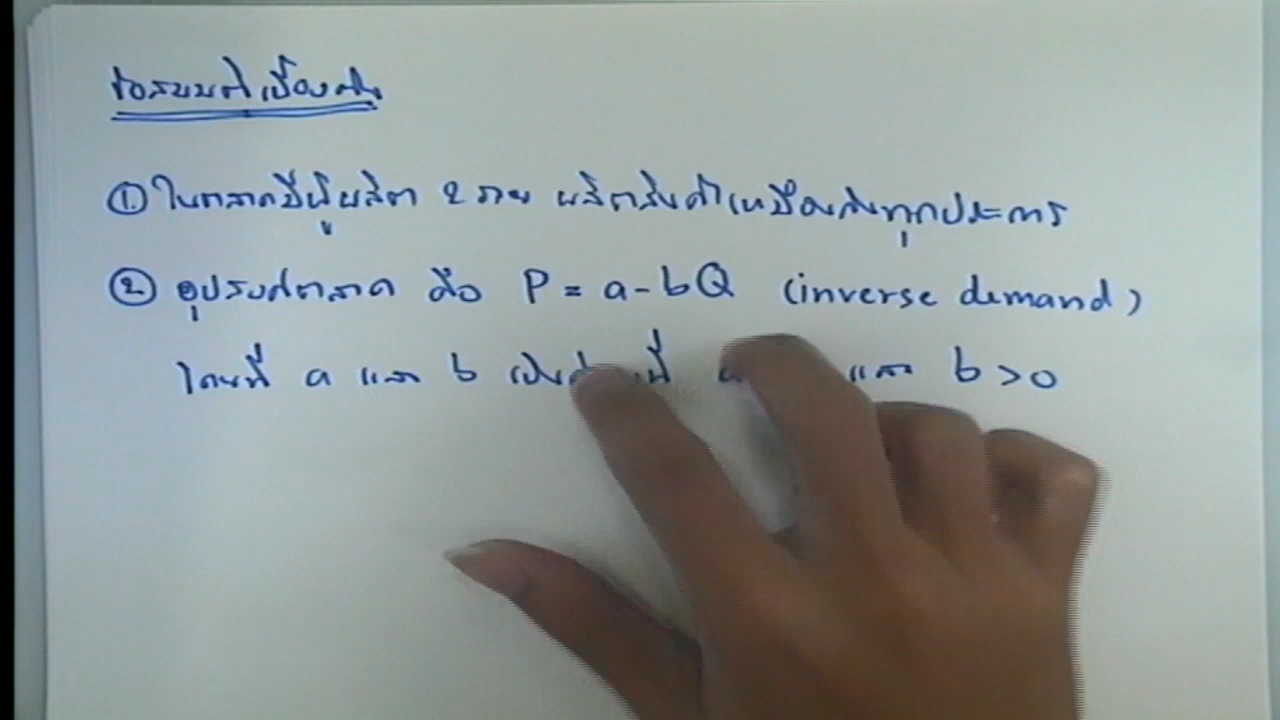 ข้อสมมติเบื้องต้น
① ในตลาดมีผู้ผลิต 2 ราย ผลิตสินค้าเหมือนกันทุกประการ
② อุปสงค์ตลาด คือ P = a - bQ (inverse demand)
โดยที่ a และ b เป็น และ b > 0